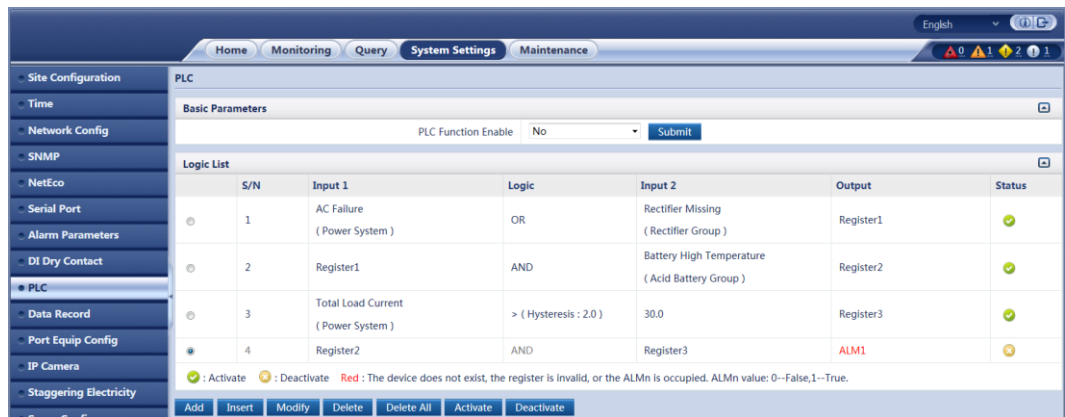 English
Home Monitoring Query System Settings Maintenance
0 1 2 1
Site Configuration
Time
Network Config
SNMP
NetEco
Serial Port
Alarm Parameters
DI Dry Contact
PLC
Data Record
Port Equip Config
IP Camera
Staggering Electricity
PLC
Basic Parameters
PLC Function Enable No Submit
Logic List
S/N Input 1 Logic Input 2 Output Status
1 AC Failure OR Rectifier Missing Register1
( Power System ) ( Rectifier Group )
2 Register1 AND Battery High Temperature Register2
( Acid Battery Group )
3 Total Load Current > ( Hysteresis : 2.0 ) 30.0 Register3
( Power System )
4 Register2 AND Register3 ALM1
: Activate : Deactivate Red : The device does not exist, the register is invalid, or the ALMn is occupied. ALMn value: 0--False,1--True.
Add Insert Modify Delete Delete All Activate Deactivate